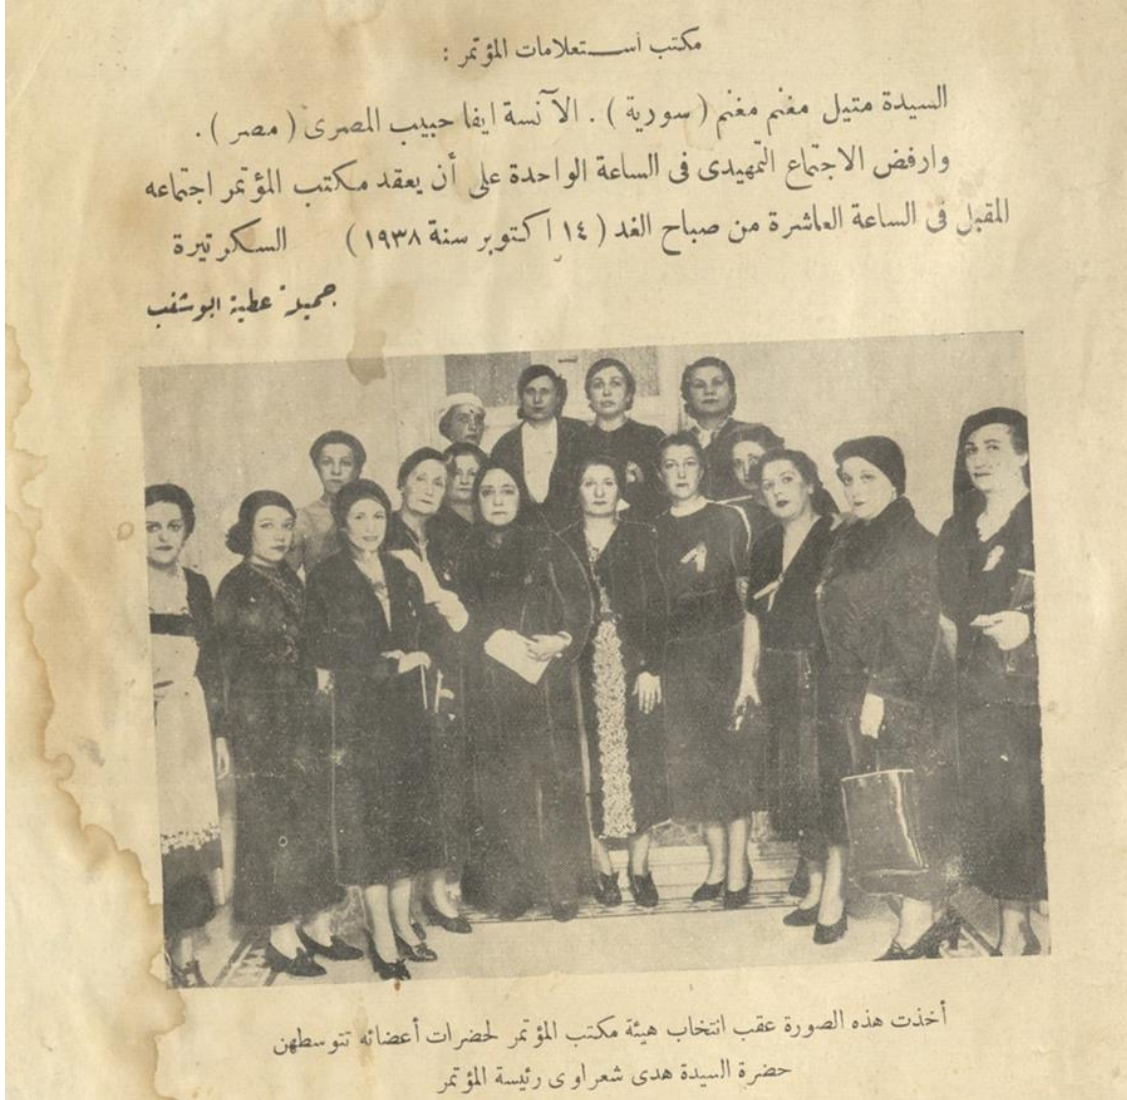 مكتب استعلامات المؤتمر :
السيدة متيل مغنم مغنم ( سورية ) . الآنسة ايفا حبيب المصرى ( مصر ) .
وارفض الاجتماع التمهيدى فى الساعة الواحدة على أن يعقد مكتب المؤتمر اجتماعه
المقبل فى الساعة العاشرة من صباح الغد ( ١٤ اكتوبر سنة ١٩٣٨ ) السكرتيرة
جميلة عطية ابو شنب
أخذت هذه الصورة عقب انتخاب هيئة مكتب المؤتمر لحضرات أعضائه تتوسطهن
حضرة السيدة هدى شعراوى رئيسة المؤتمر